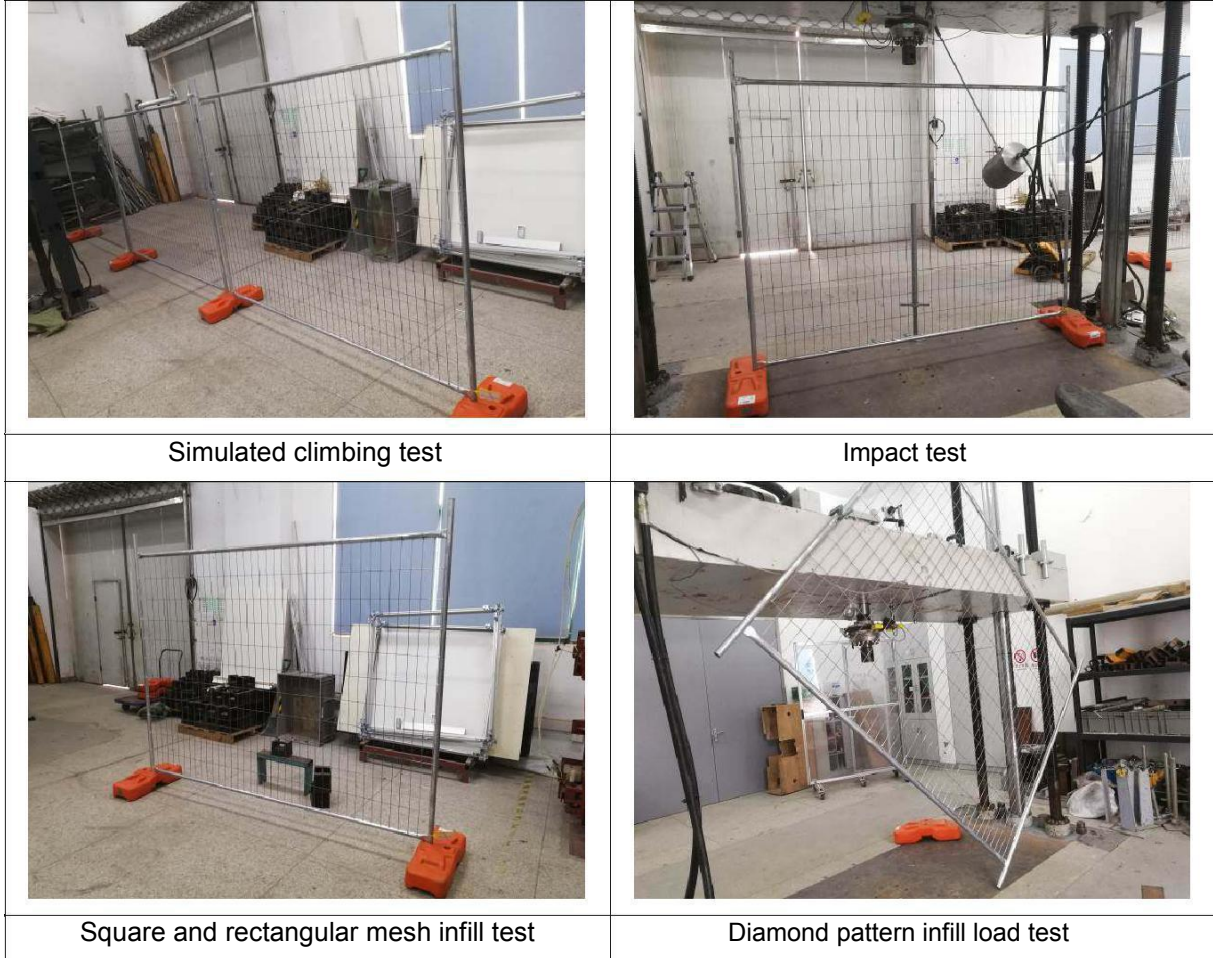 Simulated climbing test
Impact test
Square and rectangular mesh infill test
Diamond pattern infill load test